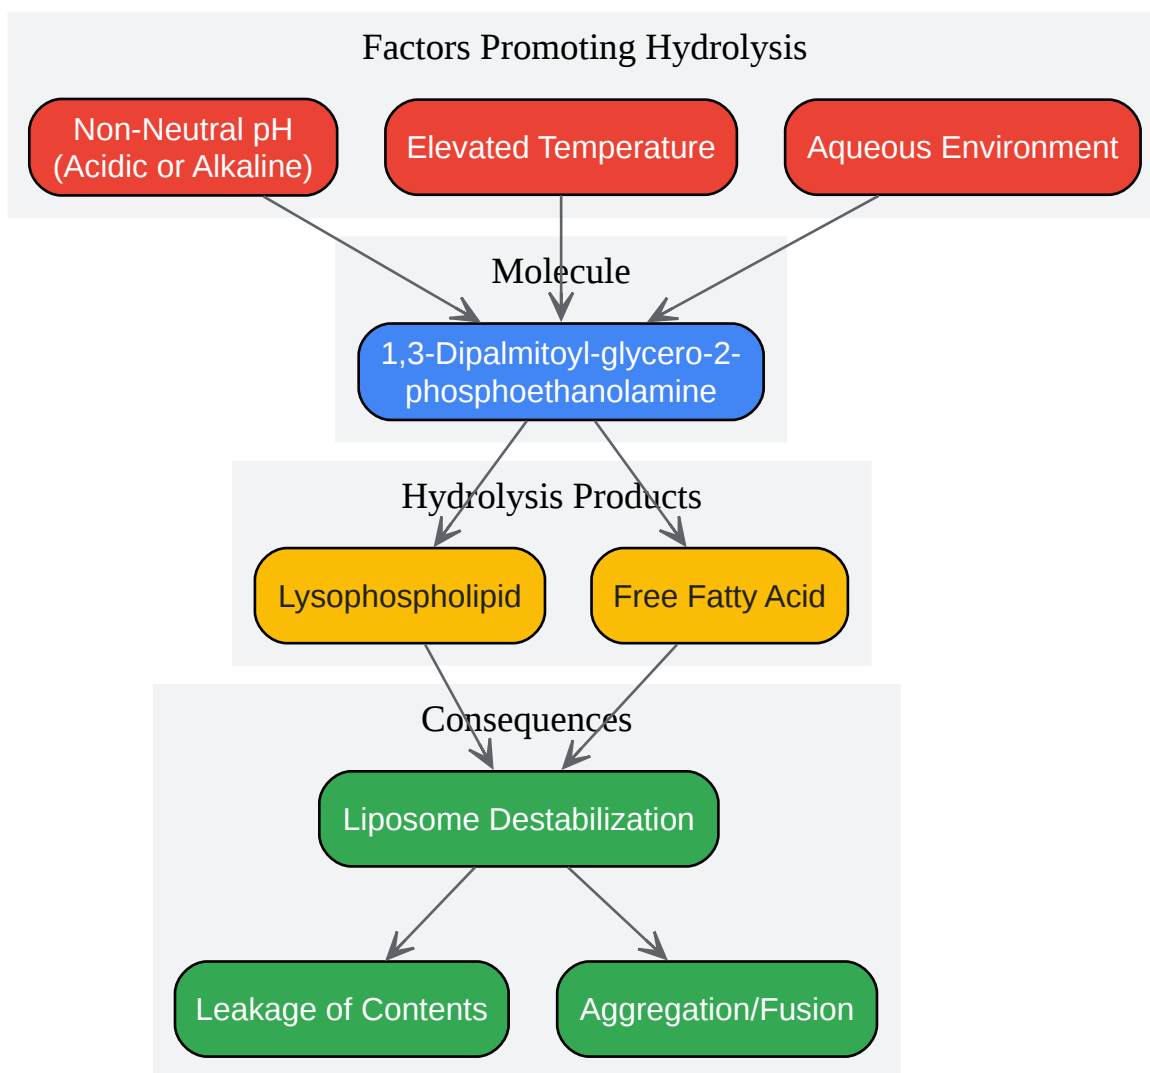 Factors Promoting Hydrolysis
Non-Neutral pH
(Acidic or Alkaline)
Elevated Temperature
Aqueous Environment
Molecule
1,3-Dipalmitoyl-glycero-2-
phosphoethanolamine
Hydrolysis Products
Lysophospholipid
Free Fatty Acid
Consequences
Liposome Destabilization
Leakage of Contents
Aggregation/Fusion